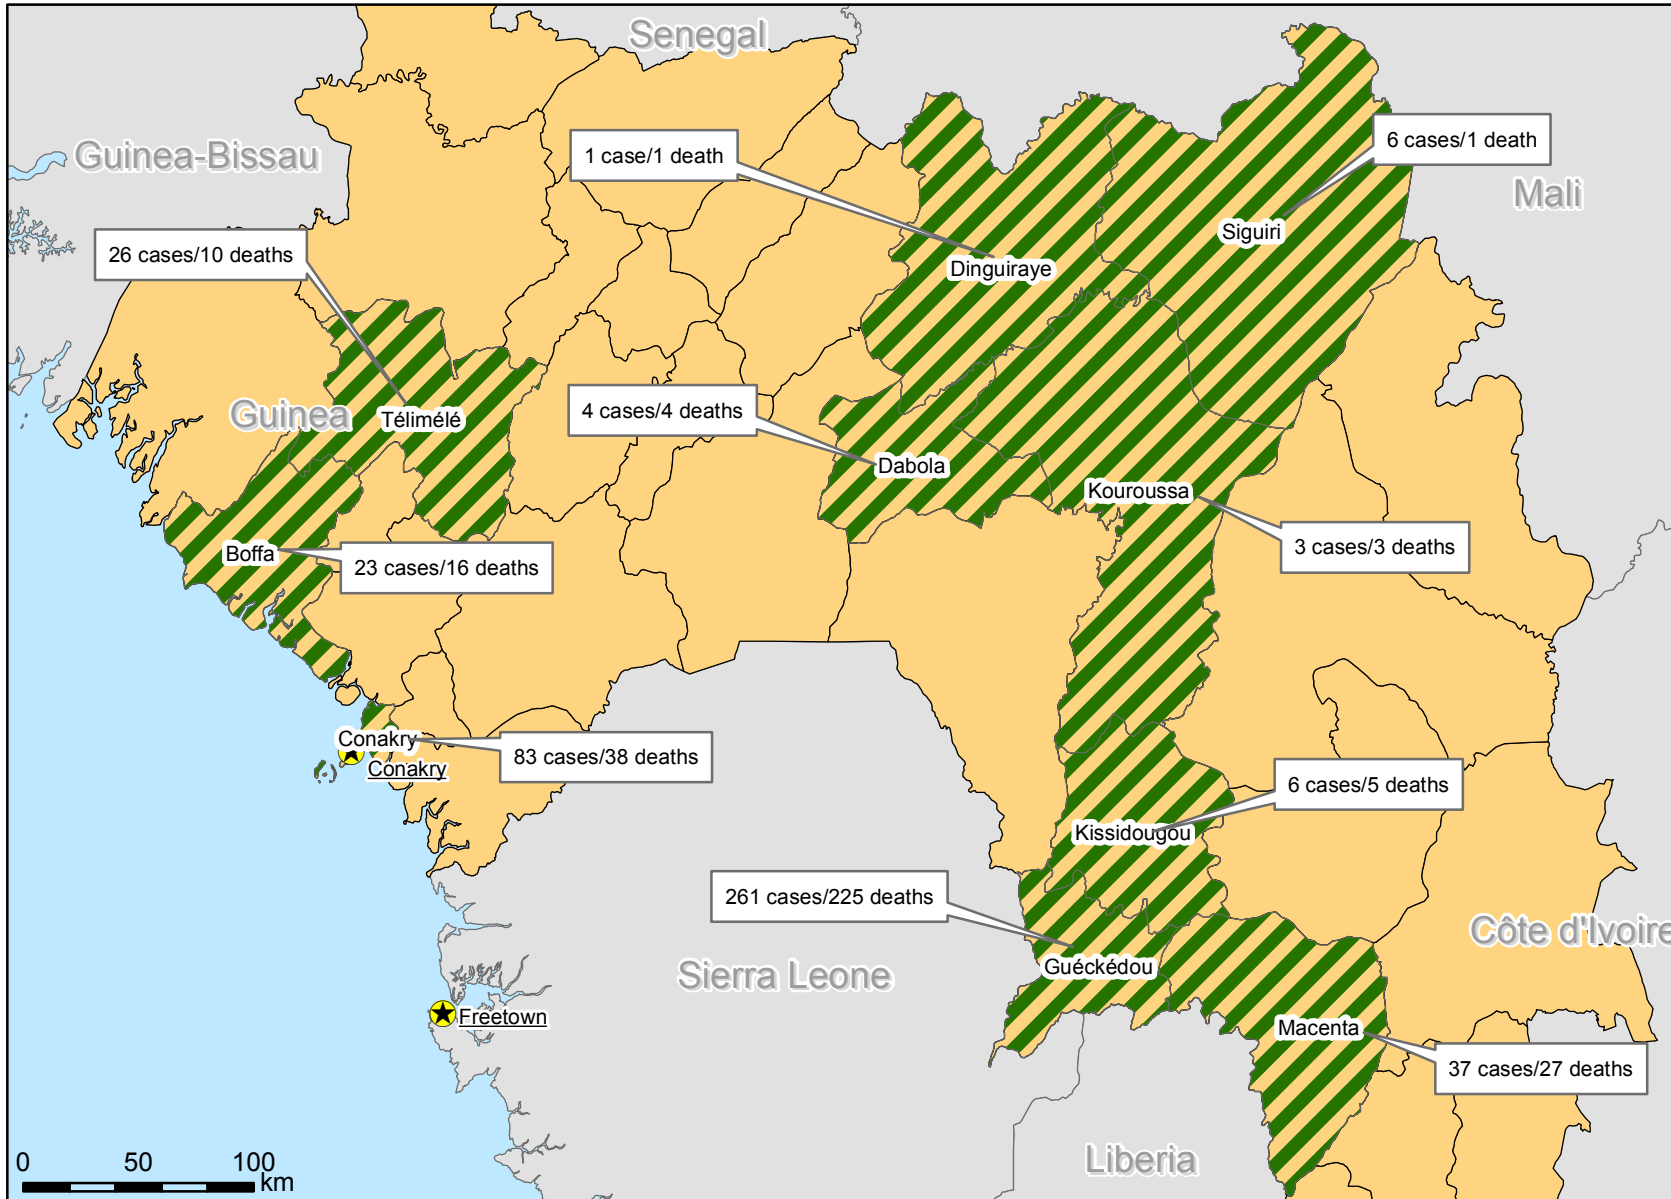 Senegal
Guinea-Bissau
1 case/1 death
6 cases/1 death
Mali
Siguiri
26 cases/10 deaths
Dinguiraye
4 cases/4 deaths
Guinea
Télimélé
Dabola
Kouroussa
3 cases/3 deaths
Boffa
23 cases/16 deaths
Conakry
83 cases/38 deaths
Conakry
6 cases/5 deaths
Kissidougou
261 cases/225 deaths
Côte d'Ivoire
Guéckédou
Sierra Leone
Freetown
Macenta
37 cases/27 deaths
Liberia
0 50 100
km